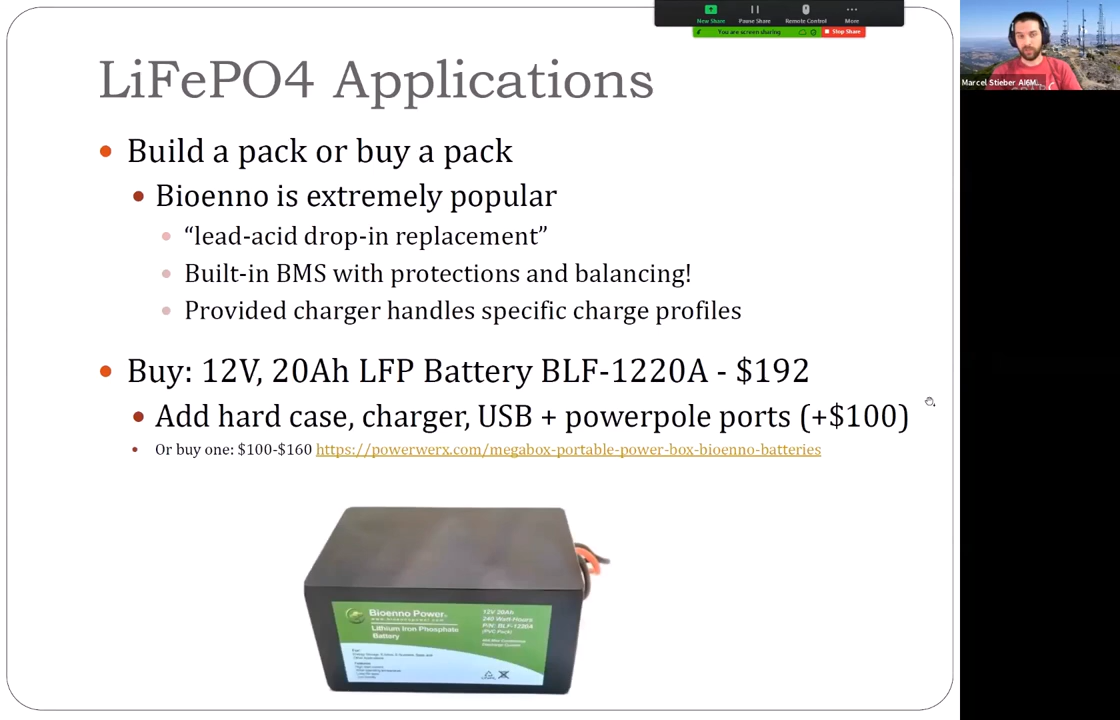 New Share
Pause Share
Remote Control
More
You are screen sharing
Stop Share
Marcel Stieber AI6M...
LiFePO4 Applications
Build a pack or buy a pack
Bioenno is extremely popular
“lead-acid drop-in replacement”
Built-in BMS with protections and balancing!
Provided charger handles specific charge profiles
Buy: 12V, 20Ah LFP Battery BLF-1220A - $192
Add hard case, charger, USB + powerpole ports (+$100)
Or buy one: $100-$160 https://powerwerx.com/megabox-portable-power-box-bioenno-batteries
Bioenno Power
www.bioennopower.com
Lithium Iron Phosphate
Battery
12V 20Ah
240 Watt-Hours
P/N: BLF-1220A
(PVC Pack)